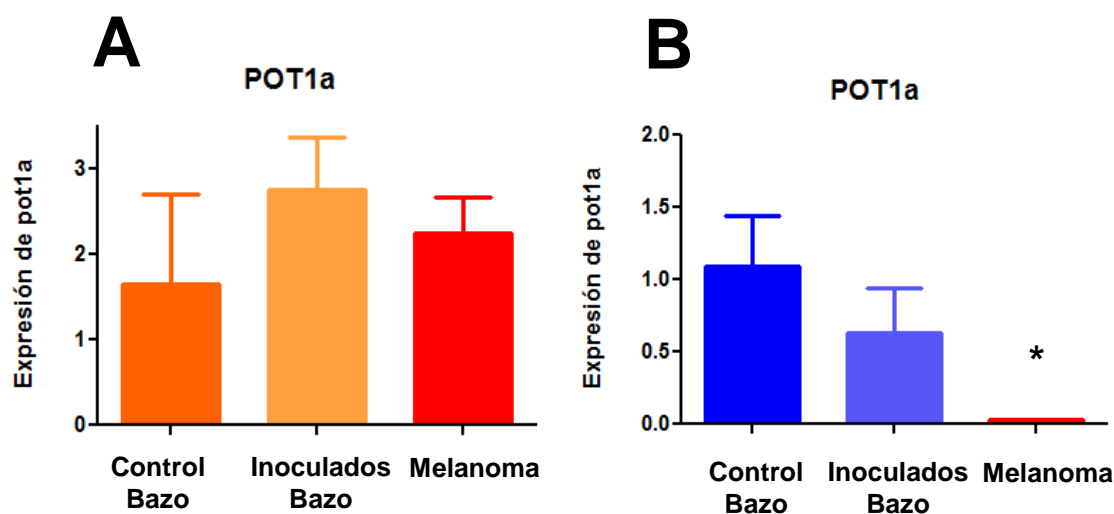 A
POT1a
Expresión de pot1a
3
2
1
0
Control
Bazo
Inoculados
Bazo
Melanoma
B
POT1a
Expresión de pot1a
2.0
1.5
1.0
0.5
0.0
*
Control
Bazo
Inoculados
Bazo
Melanoma